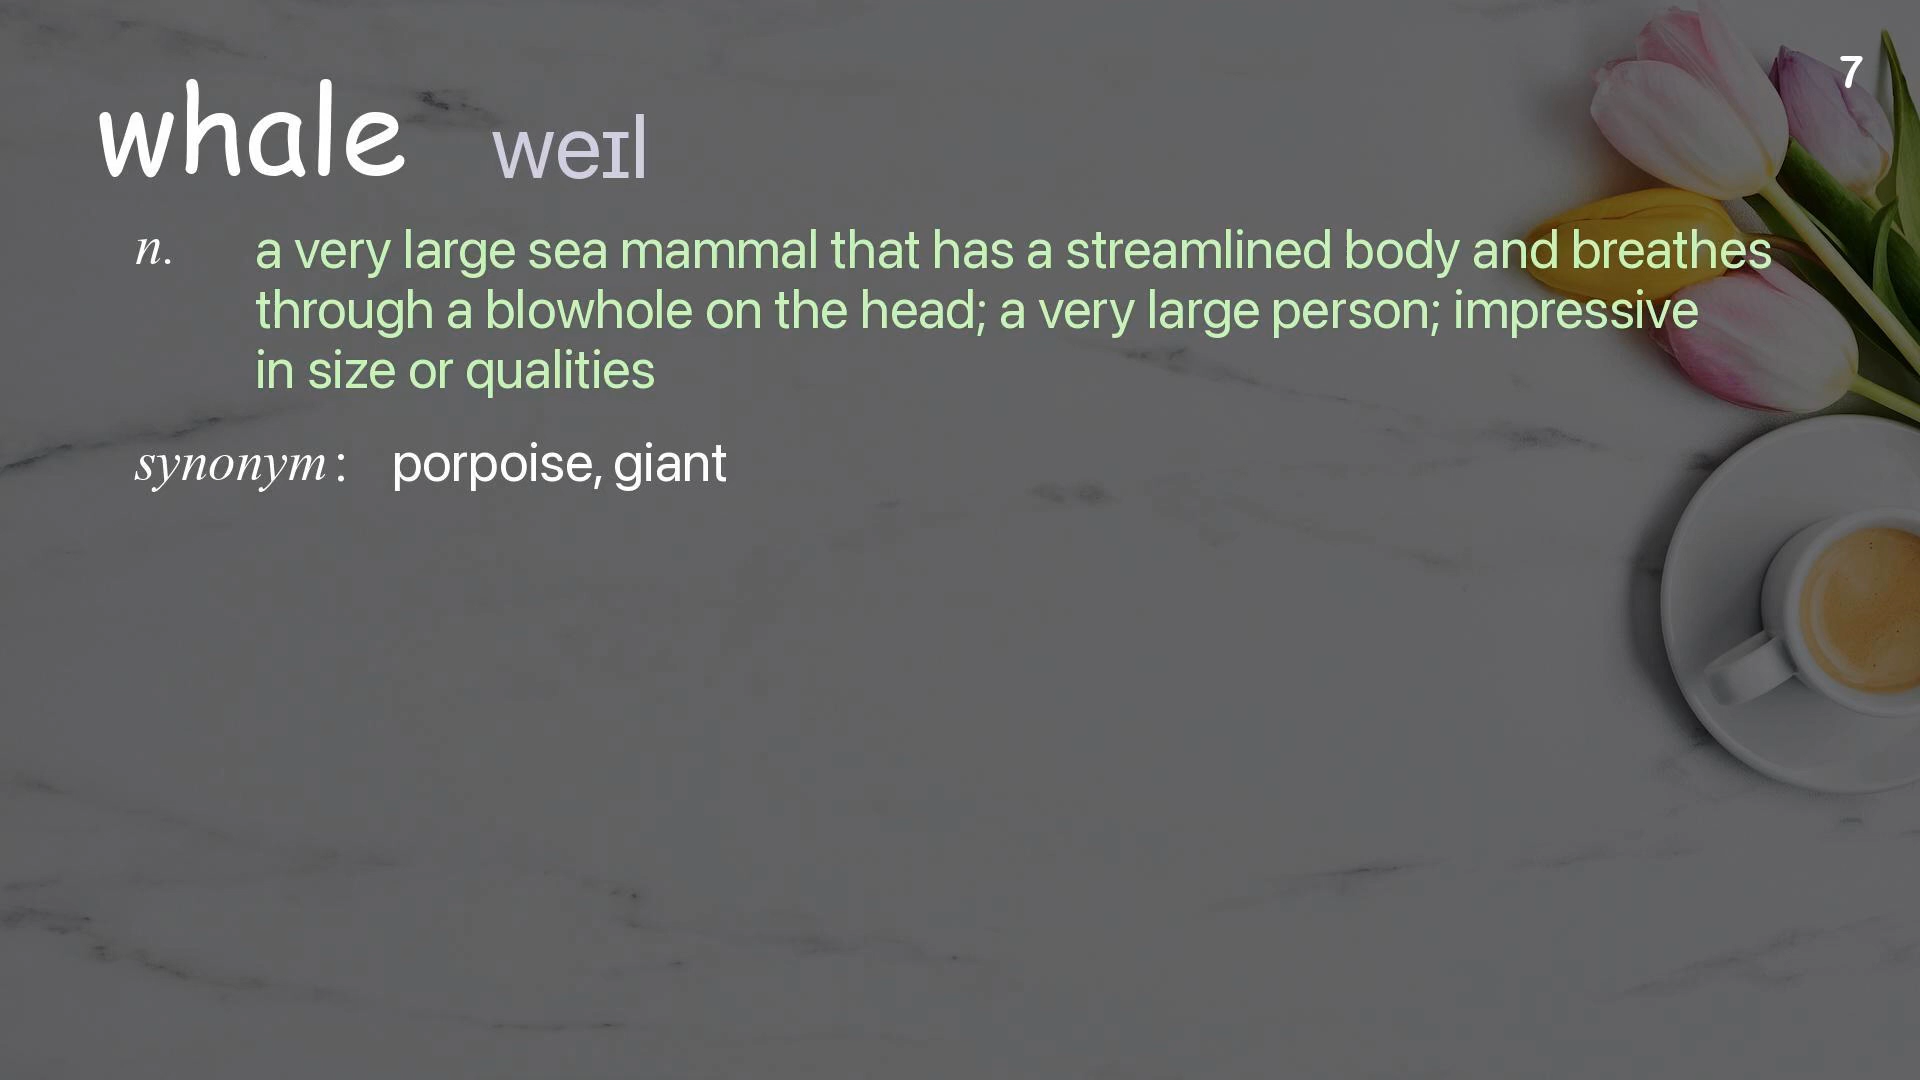 7
whale weɪl
n. a very large sea mammal that has a streamlined body and breathes
through a blowhole on the head; a very large person; impressive
in size or qualities
synonym: porpoise, giant